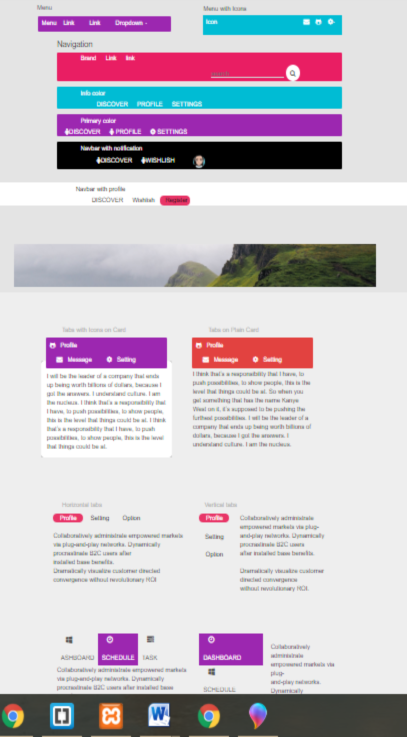 Menu
Menu with Icons
Menu Link Link Dropdown -
Icon
Navigation
Brand Link link
Info color
DISCOVER PROFILE SETTINGS
Primary color
DISCOVER PROFILE SETTINGS
Navbar with notification
DISCOVER WISHLISH
Navbar with profile
DISCOVER Wishlish Register
Tabs with Icons on Card
Profile
Message Setting
I will be the leader of a company that ends
up being worth billions of dollars, because I
got the answers. I understand culture. I am
the nucleus. I think that's a responsibility that
I have, to push possibilities, to show people,
this is the level that things could be at. I think
that's a responsibility that I have, to push
possibilities, to show people, this is the level
that things could be at.
Tabs on Plain Card
Profile
Message Setting
I think that's a responsibility that I have, to
push possibilities, to show people, this is the
level that things could be at. So when you
get something that has the name Kanye
West on it, it's supposed to be pushing the
furthest possibilities. I will be the leader of a
company that ends up being worth billions of
dollars, because I got the answers. I
understand culture. I am the nucleus.
Horizontal tabs
Profile Setting Option
Collaboratively administrate empowered markets
via plug-and-play networks. Dynamically
procrastinate B2C users after
installed base benefits.
Dramatically visualize customer directed
convergence without revolutionary ROI
Vertical tabs
Profile
Setting
Option
Collaboratively administrate
empowered markets via plug-
and-play networks. Dynamically
procrastinate B2C users
after installed base benefits.
Dramatically visualize customer
directed convergence
without revolutionary ROI.
ASHBOARD SCHEDULE TASK
Collaboratively administrate empowered markets
via plug-and-play networks. Dynamically
procrastinate B2C users after installed base
DASHBOARD
SCHEDULE
Collaboratively
administrate
empowered markets via
plug-
and-play networks.
Dynamically